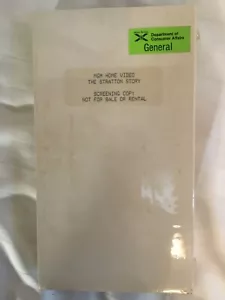 Department of
Consumer Affairs
General
MGM HOME VIDEO
THE STRATTON STORY
SCREENING COPY
NOT FOR SALE OR RENTAL